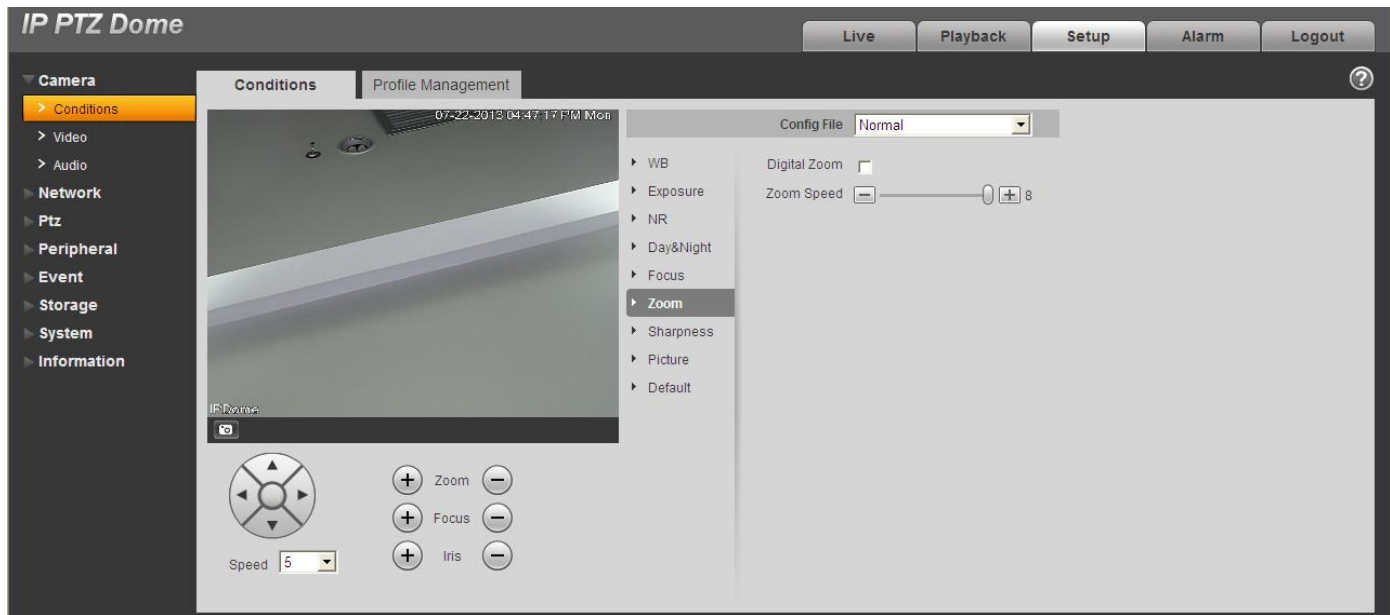 IP PTZ Dome
Live
Playback
Setup
Alarm
Logout
Camera
Conditions
Video
Audio
Network
Ptz
Peripheral
Event
Storage
System
Information
Conditions
Profile Management
07-22-2013 04:47:17 PM Mon
IPDome
WB
Exposure
NR
Day&Night
Focus
Zoom
Sharpness
Picture
Default
Config File Normal
Digital Zoom
Zoom Speed 8
Zoom
Focus
Iris
Speed 5